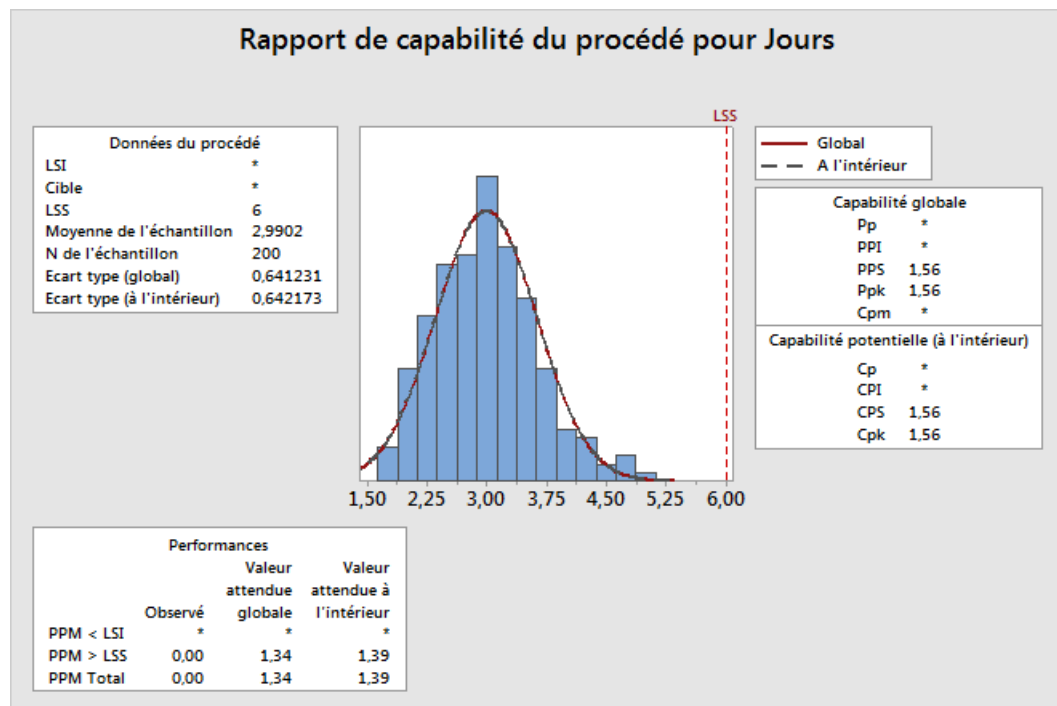 Rapport de capabilité du procédé pour Jours
LSS
Données du procédé
LSI *
Cible *
LSS 6
Moyenne de l'échantillon 2,9902
N de l'échantillon 200
Ecart type (global) 0,641231
Ecart type (à l'intérieur) 0,642173
Global
A l'intérieur
Capabilité globale
Pp *
PPI *
PPS 1,56
Ppk 1,56
Cpm *
Capabilité potentielle (à l'intérieur)
Cp *
CPI *
CPS 1,56
Cpk 1,56
1,50 2,25 3,00 3,75 4,50 5,25 6,00
Performances
Valeur Valeur
attendue attendue à
Observé globale l'intérieur
PPM < LSI * * *
PPM > LSS 0,00 1,34 1,39
PPM Total 0,00 1,34 1,39